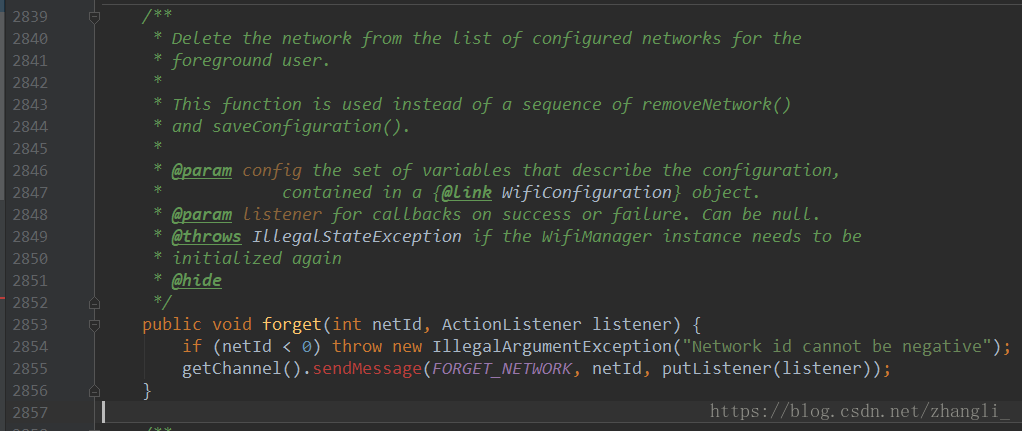 2839 /**
2840 * Delete the network from the list of configured networks for the
2841 * foreground user.
2842 *
2843 * This function is used instead of a sequence of removeNetwork()
2844 * and saveConfiguration().
2845 *
2846 * @param config the set of variables that describe the configuration,
2847 * contained in a {@link WifiConfiguration} object.
2848 * @param listener for callbacks on success or failure. Can be null.
2849 * @throws IllegalStateException if the WifiManager instance needs to be
2850 * initialized again
2851 * @hide
2852 */
2853 public void forget(int netId, ActionListener listener) {
2854 if (netId < 0) throw new IllegalArgumentException("Network id cannot be negative");
2855 getChannel().sendMessage(FORGET_NETWORK, netId, putListener(listener));
2856 }
2857
https://blog.csdn.net/zhangli_
/**